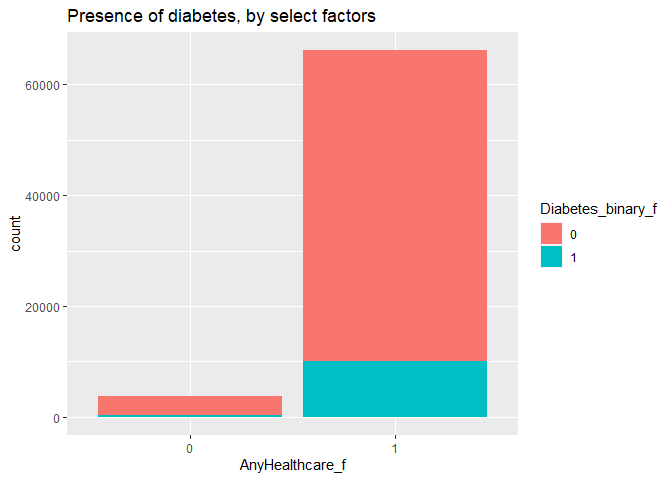 Presence of diabetes, by select factors
60000
40000
20000
0
count
0
1
AnyHealthcare_f
Diabetes_binary_f
0
1